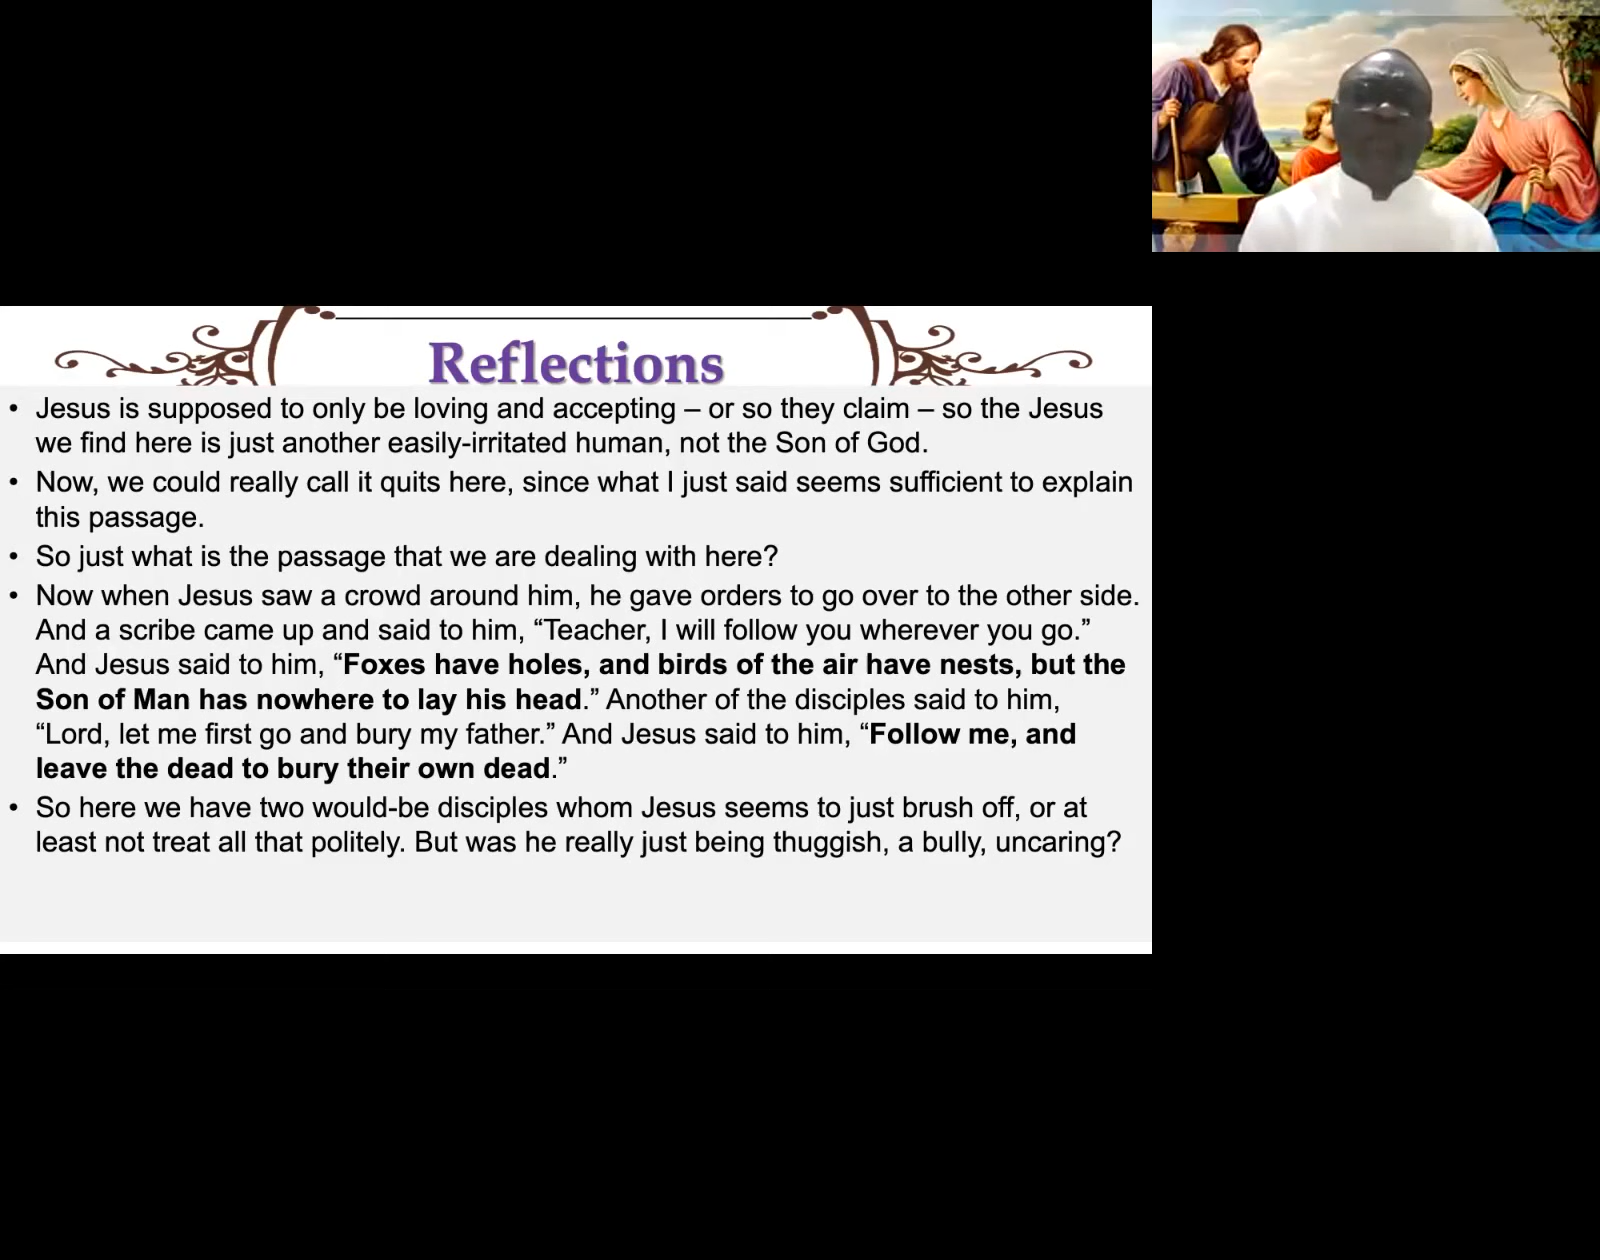 Reflections
• Jesus is supposed to only be loving and accepting – or so they claim – so the Jesus
we find here is just another easily-irritated human, not the Son of God.
• Now, we could really call it quits here, since what I just said seems sufficient to explain
this passage.
• So just what is the passage that we are dealing with here?
• Now when Jesus saw a crowd around him, he gave orders to go over to the other side.
And a scribe came up and said to him, “Teacher, I will follow you wherever you go.”
And Jesus said to him, “Foxes have holes, and birds of the air have nests, but the
Son of Man has nowhere to lay his head.” Another of the disciples said to him,
“Lord, let me first go and bury my father.” And Jesus said to him, “Follow me, and
leave the dead to bury their own dead.”
• So here we have two would-be disciples whom Jesus seems to just brush off, or at
least not treat all that politely. But was he really just being thuggish, a bully, uncaring?